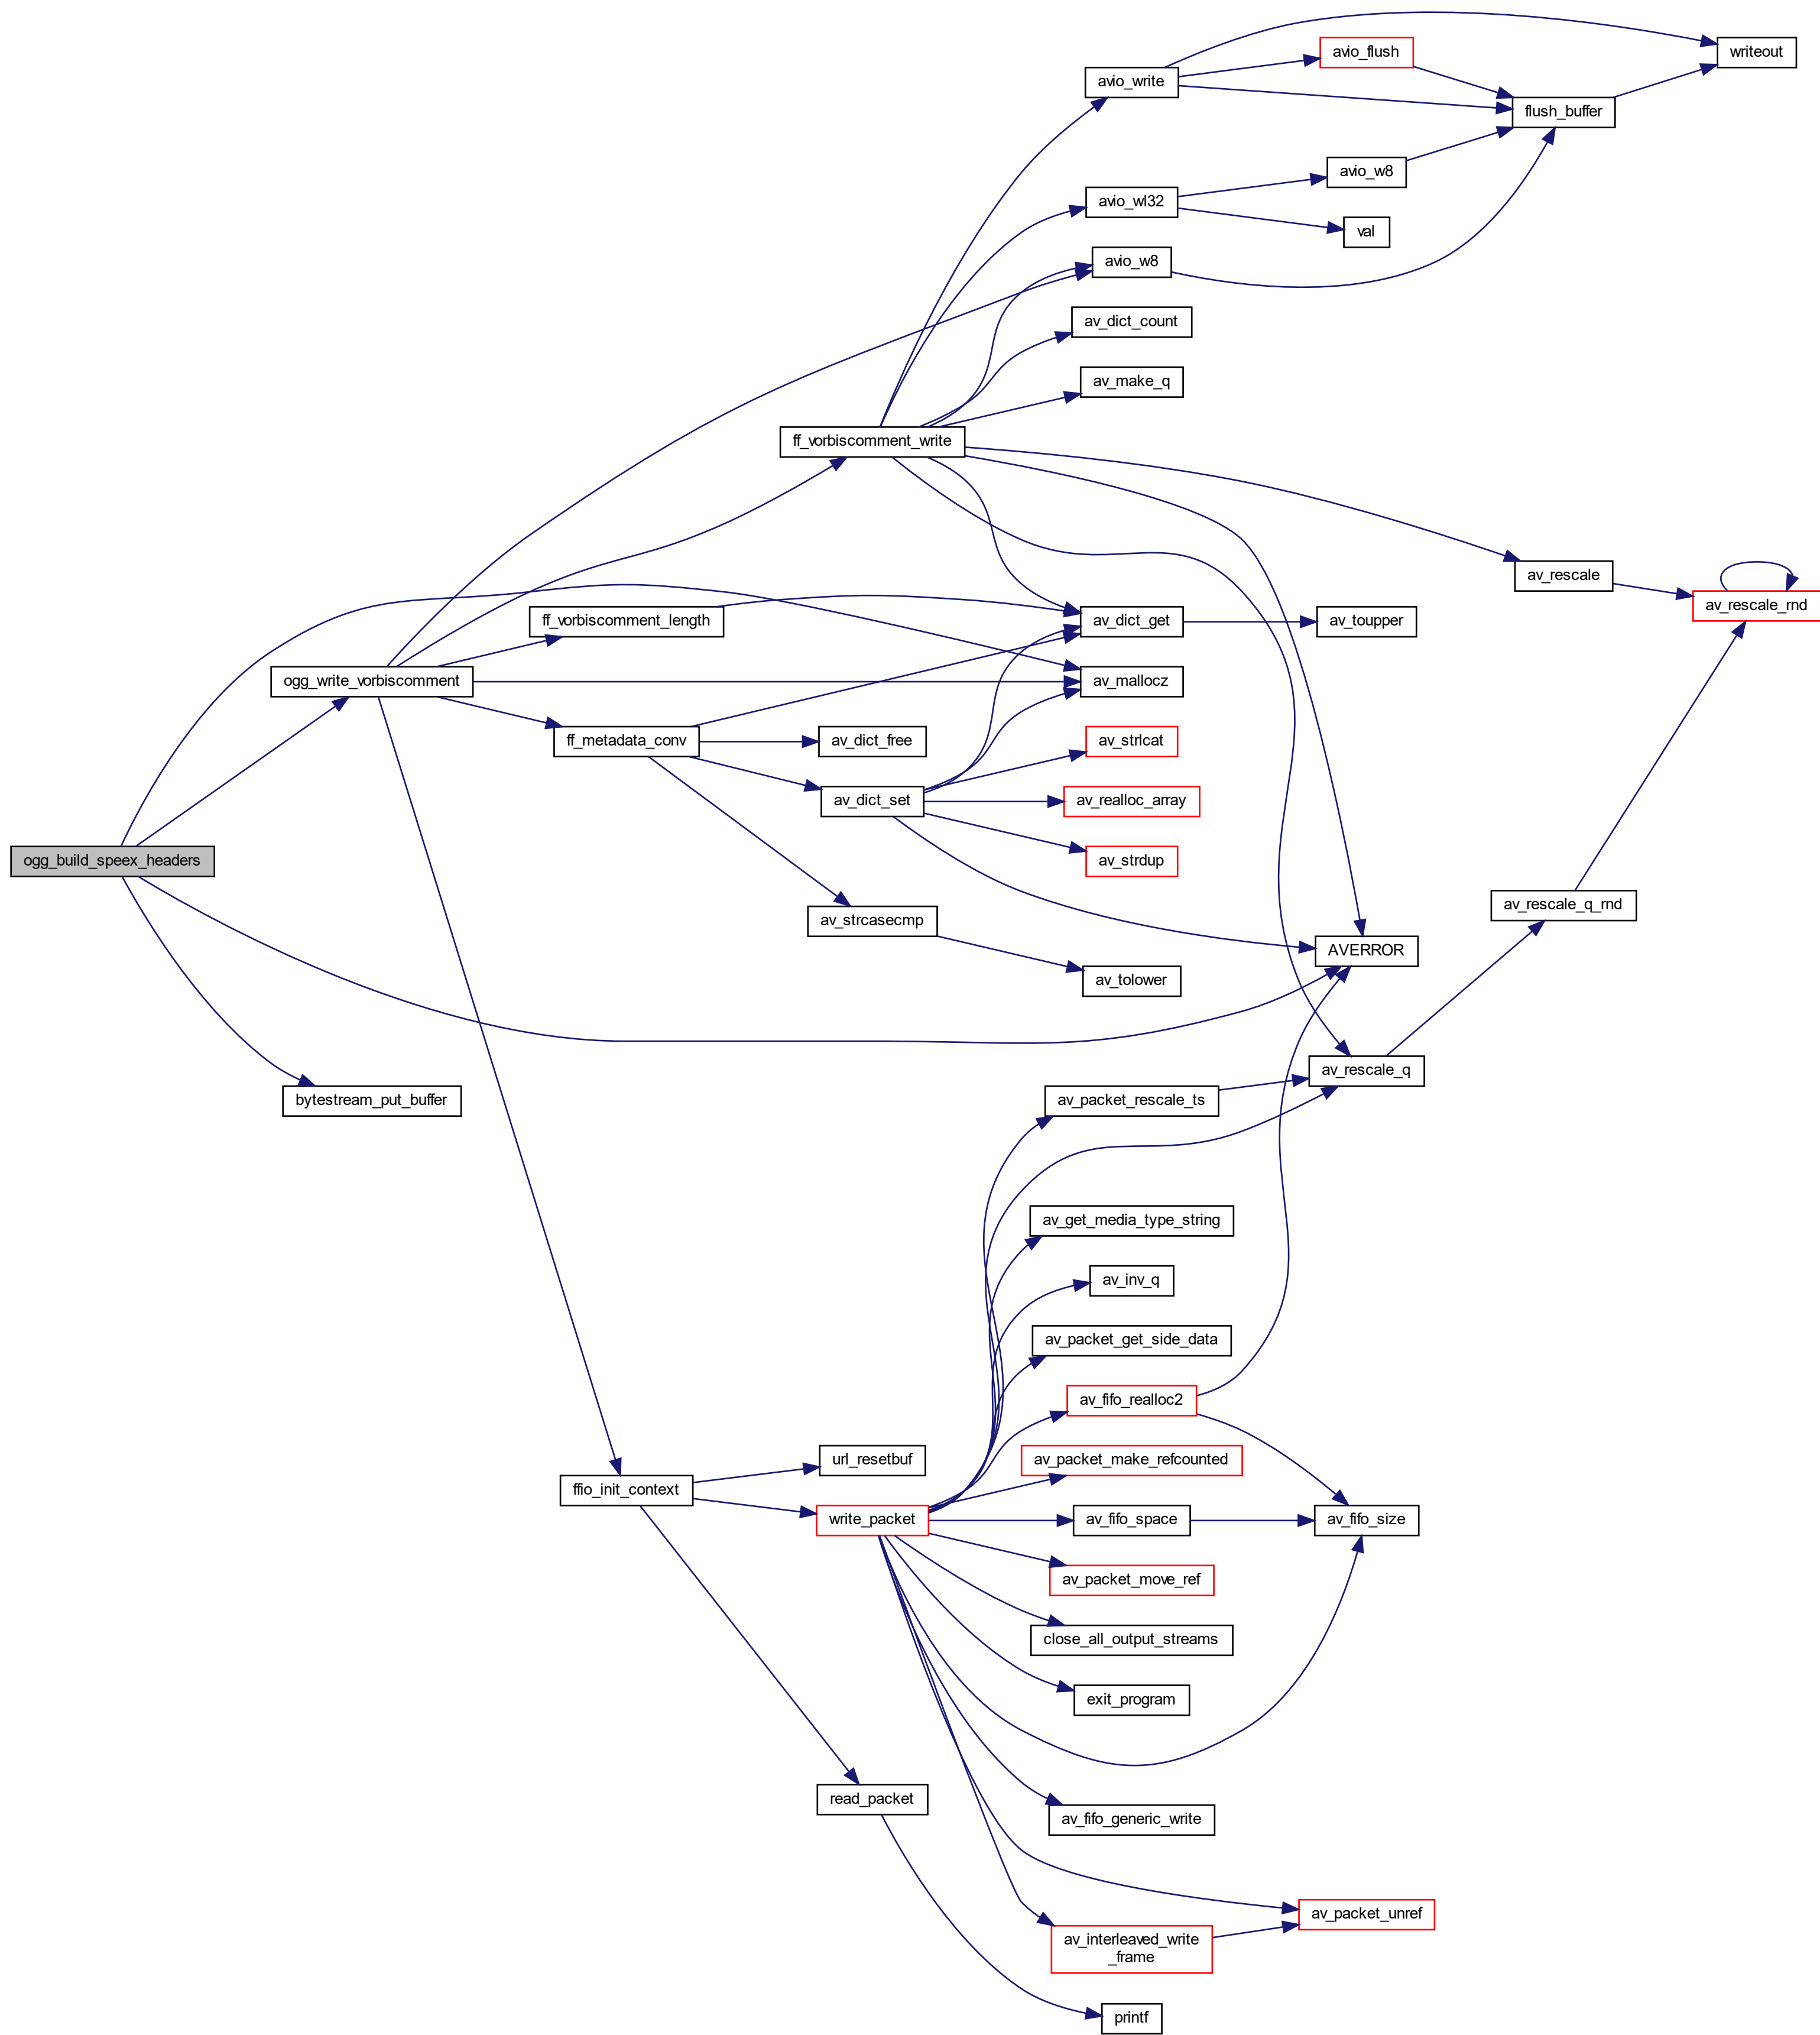 writeout
avio_flush
avio_write
flush_buffer
avio_w8
avio_wl32
val
avio_w8
av_dict_count
av_make_q
ff_vorbiscomment_write
av_rescale
av_rescale_rnd
ff_vorbiscomment_length
av_dict_get
av_toupper
ogg_write_vorbiscomment
av_mallocz
ff_metadata_conv
av_dict_free
av_strlcat
av_dict_set
av_realloc_array
ogg_build_speex_headers
av_strdup
av_strcasecmp
av_rescale_q_rnd
AVERROR
av_tolower
av_rescale_q
bytestream_put_buffer
av_packet_rescale_ts
av_get_media_type_string
av_inv_q
av_packet_get_side_data
av_fifo_realloc2
url_resetbuf
av_packet_make_refcounted
ffio_init_context
write_packet
av_fifo_space
av_fifo_size
av_packet_move_ref
close_all_output_streams
exit_program
read_packet
av_fifo_generic_write
av_packet_unref
av_interleaved_write
_frame
printf